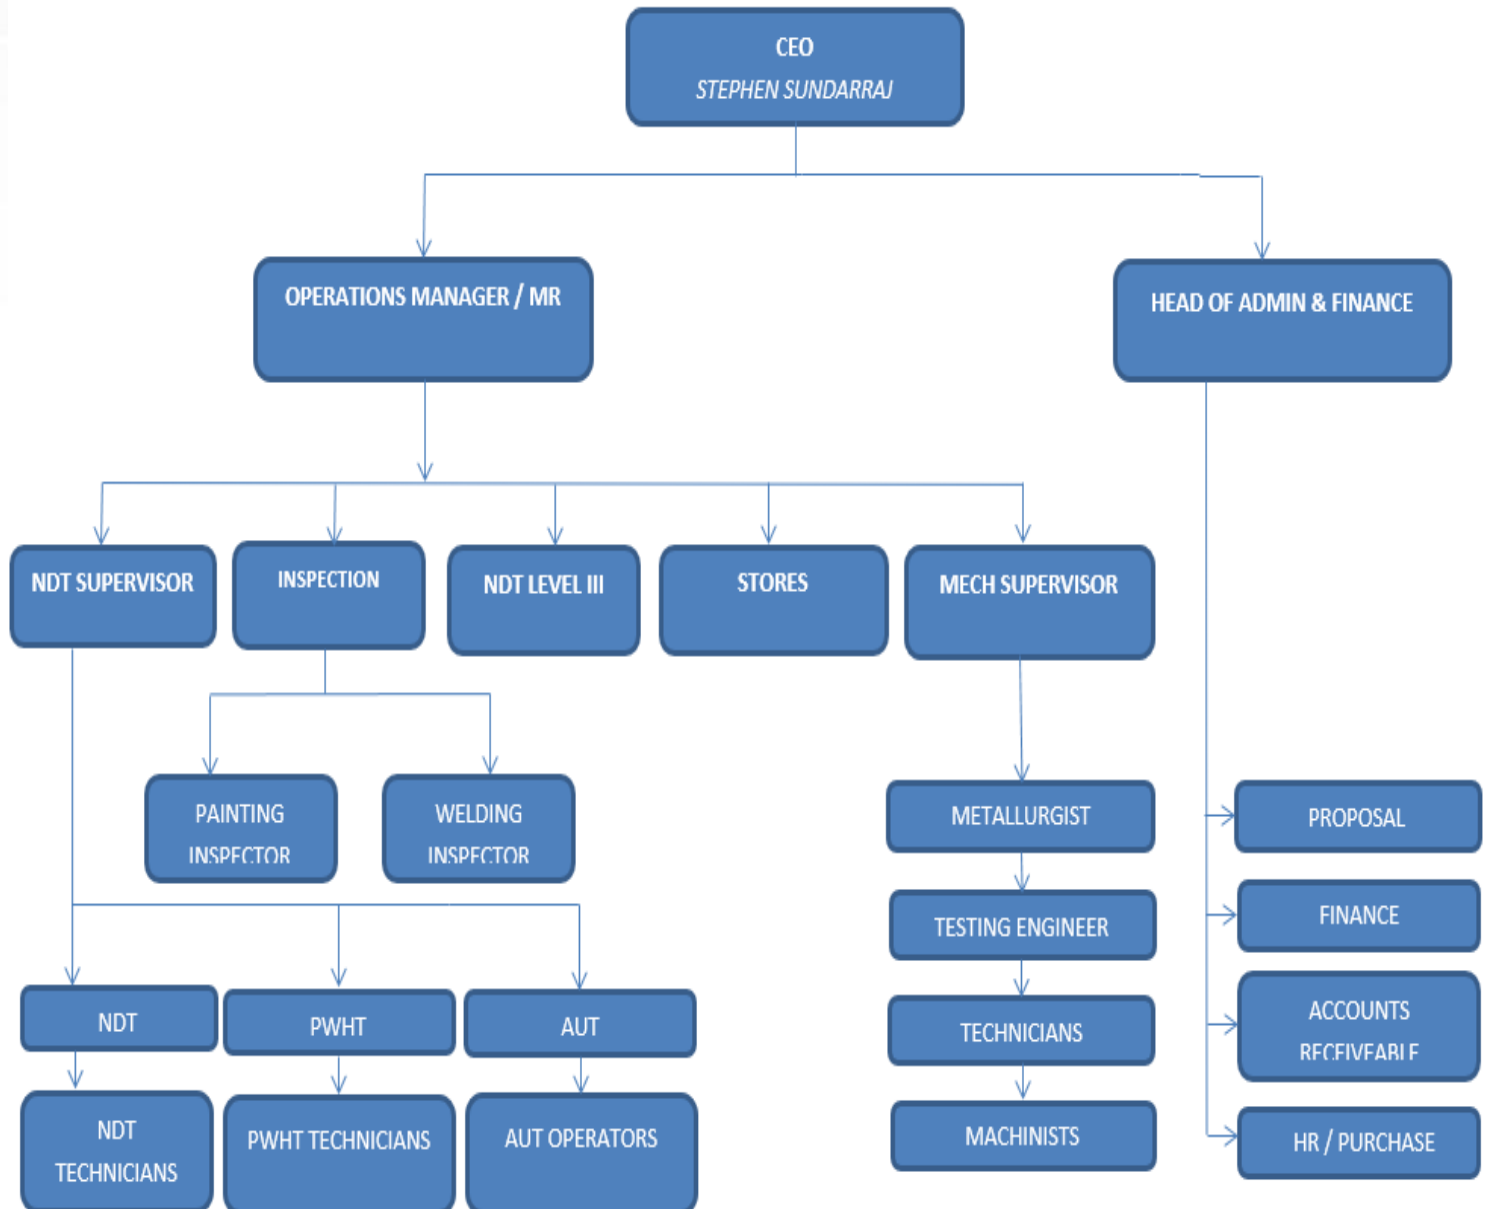 CEO
STEPHEN SUNDARRAJ
OPERATIONS MANAGER / MR
HEAD OF ADMIN & FINANCE
NDT SUPERVISOR
INSPECTION
NDT LEVEL III
STORES
MECH SUPERVISOR
PAINTING
INSPECTOR
WELDING
INSPECTOR
METALLURGIST
PROPOSAL
TESTING ENGINEER
FINANCE
NDT
PWHT
AUT
TECHNICIANS
ACCOUNTS
RECEIVEABLE
NDT
TECHNICIANS
PWHT TECHNICIANS
AUT OPERATORS
MACHINISTS
HR / PURCHASE